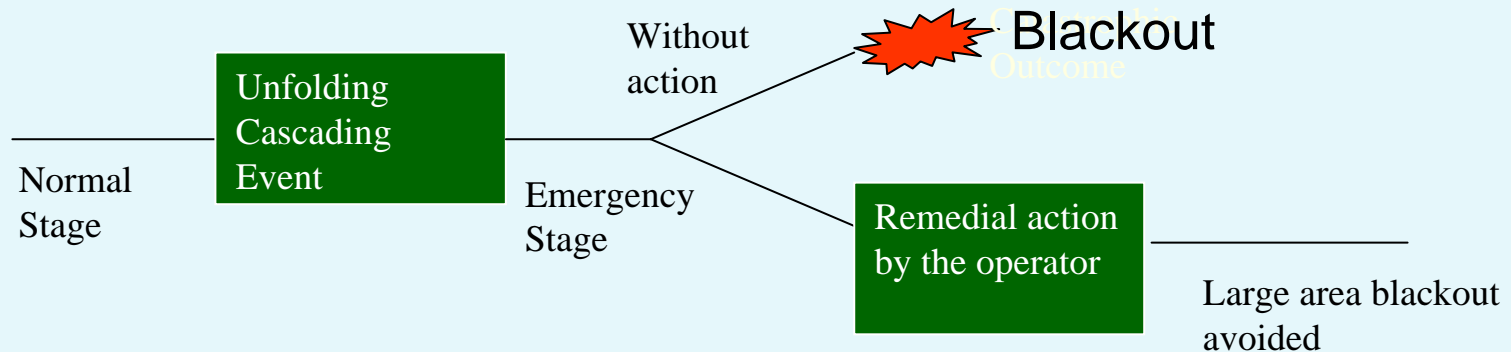 Without
action
Blackout
Outcome
Unfolding
Cascading
Event
Normal
Stage
Emergency
Stage
Remedial action
by the operator
Large area blackout
avoided